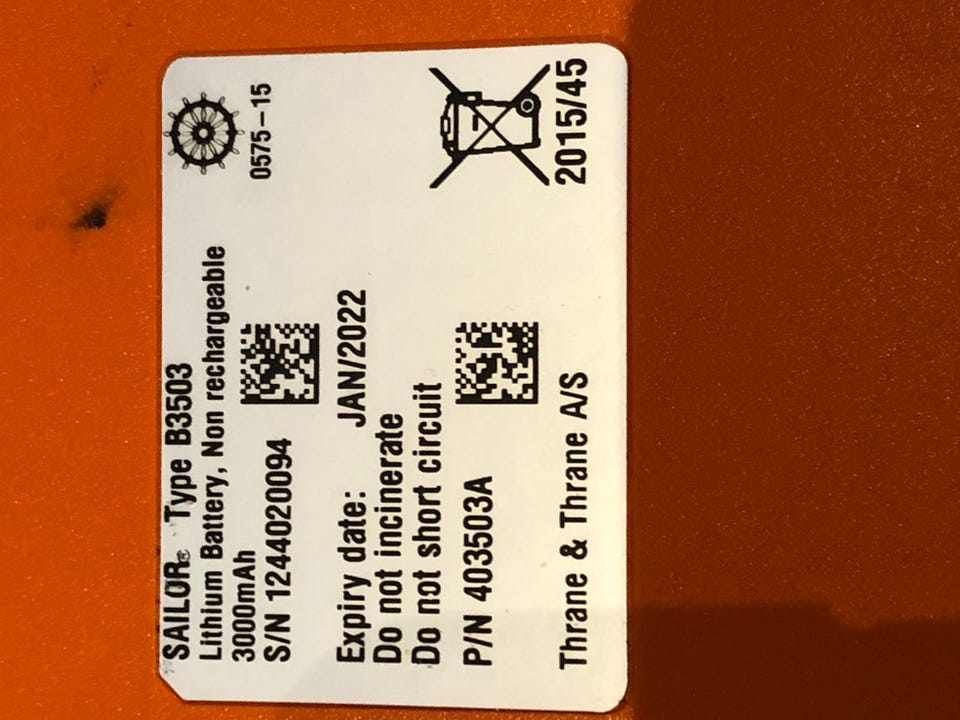 SAILOR® Type B3503
Lithium Battery, Non rechargeable
3000mAh
S/N 1244020094
0575-15
Expiry date: JAN/2022
Do not incinerate
Do not short circuit
P/N 403503A
Thrane & Thrane A/S
2015/45